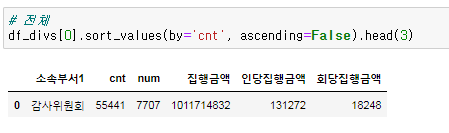 # 전체
df_divs[0].sort_values(by='cnt', ascending=False).head(3)
소속부서1 cnt num 집행금액 인당집행금액 회당집행금액
0 감사위원회 55441 7707 1011714832 131272 18248